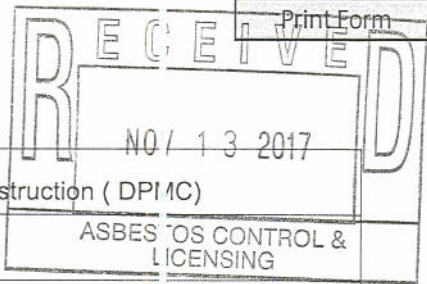 Print Form
RECEIVED
NOV 13 2017
struction ( DPMC)
ASBESTOS CONTROL &
LICENSING